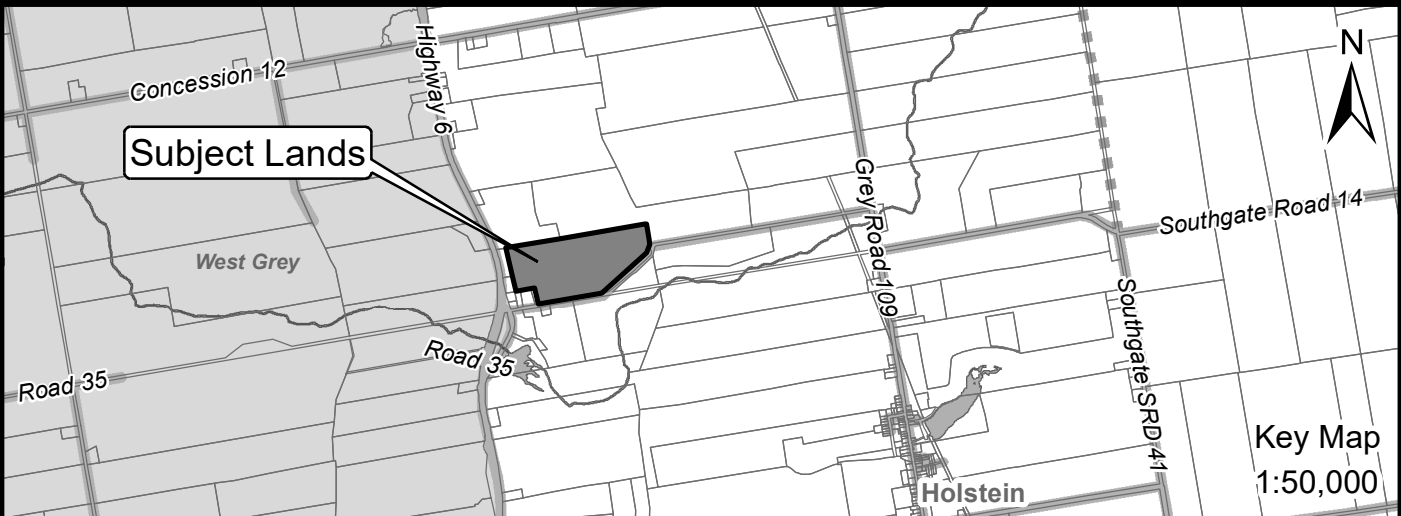 Concession 12
Highway 6
N
Subject Lands
Grey Road 109
Southgate Road 14
West Grey
Southgate SRD 41
Road 35
Road 35
Key Map
1:50,000
Holstein